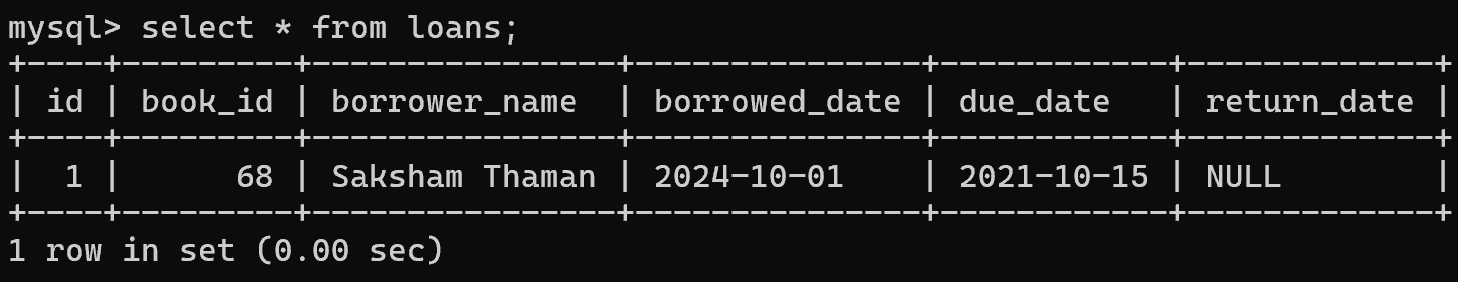 mysql> select * from loans;
+----+---------+----------------+---------------+------------+-------------+
| id | book_id | borrower_name  | borrowed_date | due_date   | return_date |
+----+---------+----------------+---------------+------------+-------------+
|  1 |      68 | Saksham Thaman | 2024-10-01    | 2021-10-15 | NULL        |
+----+---------+----------------+---------------+------------+-------------+
1 row in set (0.00 sec)